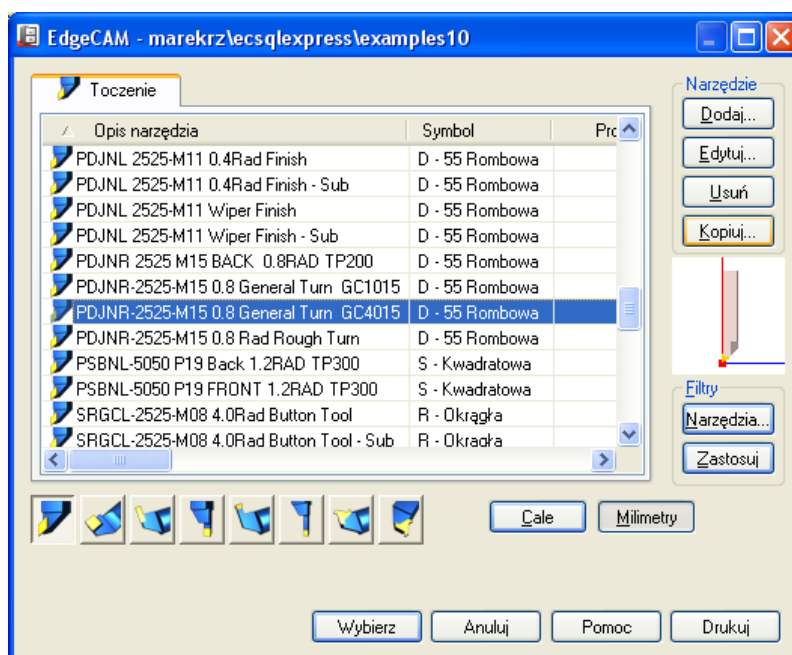 EdgeCAM - marekrz\ecsqlexpress\examples10
Toczenie
Opis narzędzia Symbol Prc
PDJNL 2525-M11 0.4Rad Finish D - 55 Rombowa
PDJNL 2525-M11 0.4Rad Finish - Sub D - 55 Rombowa
PDJNL 2525-M11 Wiper Finish D - 55 Rombowa
PDJNL 2525-M11 Wiper Finish - Sub D - 55 Rombowa
PDJNR 2525 M15 BACK 0.8RAD TP200 D - 55 Rombowa
PDJNR-2525-M15 0.8 General Turn GC1015 D - 55 Rombowa
PDJNR-2525-M15 0.8 General Turn GC4015 D - 55 Rombowa
PDJNR-2525-M15 0.8 Rad Rough Turn D - 55 Rombowa
PSBNL-5050 P19 Back 1.2RAD TP300 S - Kwadratowa
PSBNL-5050 P19 FRONT 1.2RAD TP300 S - Kwadratowa
SRGCL-2525-M08 4.0Rad Button Tool R - Okrągła
SRGCL-2525-M08 4.0Rad Button Tool - Sub R - Okrągła
Narzędzie
Dodaj...
Edytuj...
Usuń
Kopiuj...
Filtry
Narzędzia...
Zastosuj
Cale
Milimetry
Wybierz
Anuluj
Pomoc
Drukuj